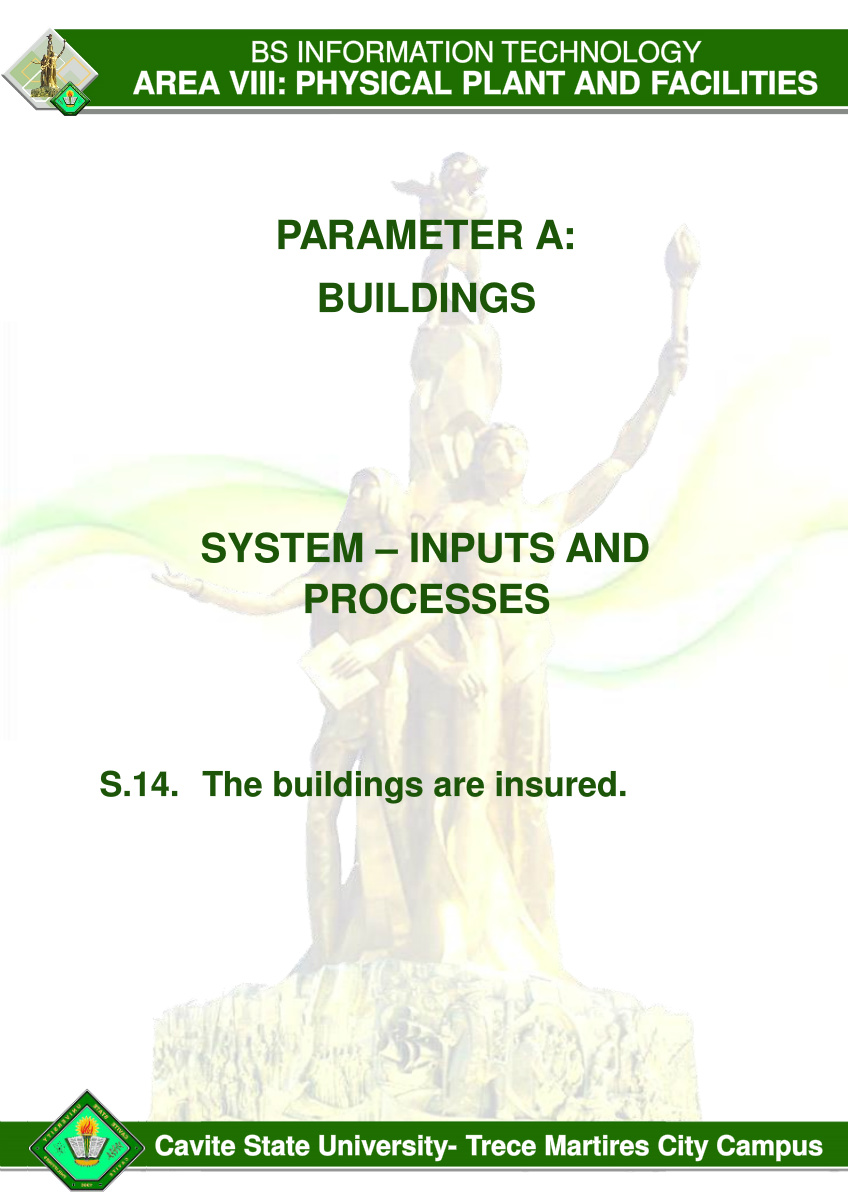 BS INFORMATION TECHNOLOGY
AREA VIII: PHYSICAL PLANT AND FACILITIES
PARAMETER A:
BUILDINGS
SYSTEM – INPUTS AND
PROCESSES
S.14. The buildings are insured.
Cavite State University- Trece Martires City Campus